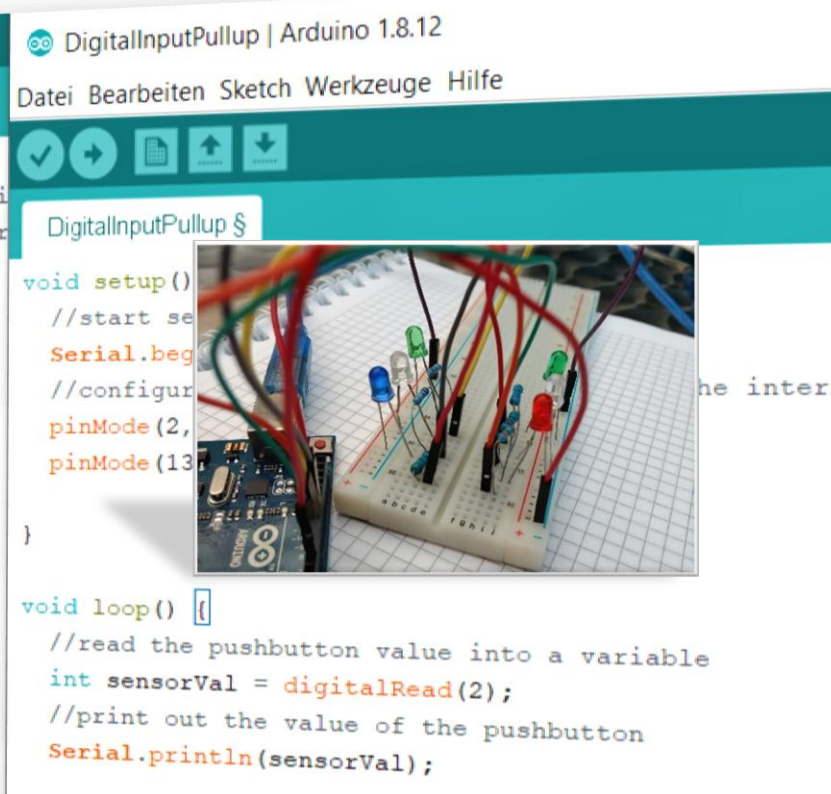 DigitalInputPullup | Arduino 1.8.12
Datei Bearbeiten Sketch Werkzeuge Hilfe
DigitalInputPullup §
void setup()
//start se
Serial.beg
//configur he inter
pinMode(2,
pinMode(13
}
void loop() {
//read the pushbutton value into a variable
int sensorVal = digitalRead(2);
//print out the value of the pushbutton
Serial.println(sensorVal);
ARDUINO
a b c d e
f g h i j